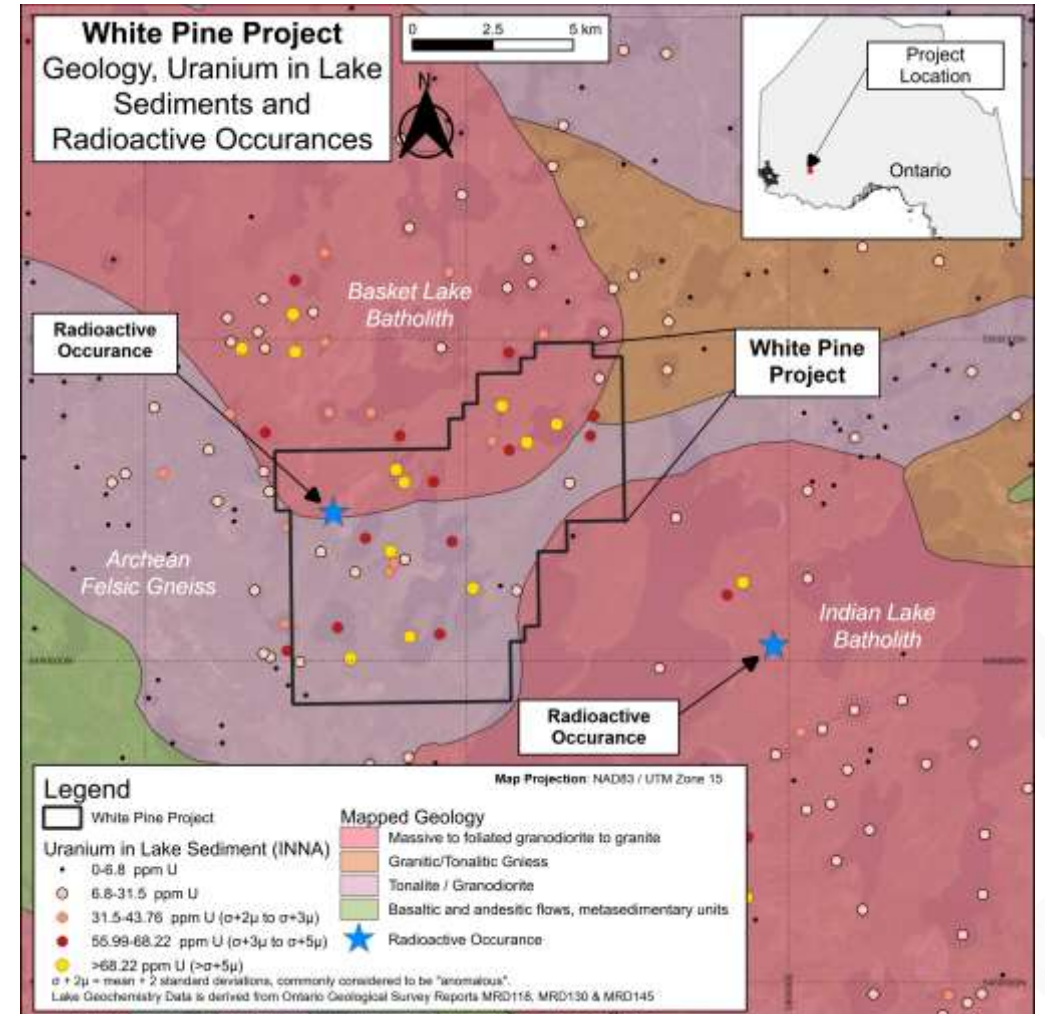 White Pine Project
Geology, Uranium in Lake
Sediments and
Radioactive Occurances
0 2.5 5 km
N
Project
Location
Ontario
Basket Lake
Batholith
Radioactive
Occurance
White Pine
Project
Archean
Felsic Gneiss
Indian Lake
Batholith
Radioactive
Occurance
Map Projection: NAD83 / UTM Zone 15
Legend
White Pine Project
Uranium in Lake Sediment (INNA)
0-6.8 ppm U
6.8-31.5 ppm U
31.5-43.76 ppm U (σ+2μ to σ+3μ)
55.99-68.22 ppm U (σ+3μ to σ+5μ)
>68.22 ppm U (>σ+5μ)
Mapped Geology
Massive to foliated granodiorite to granite
Granitic/Tonalitic Gniess
Tonalite / Granodiorite
Basaltic and andesitic flows, metasedimentary units
Radioactive Occurance
σ + 2μ = mean + 2 standard deviations, commonly considered to be "anomalous".
Lake Geochemistry Data is derived from Ontario Geological Survey Reports MRD118, MRD130 & MRD145